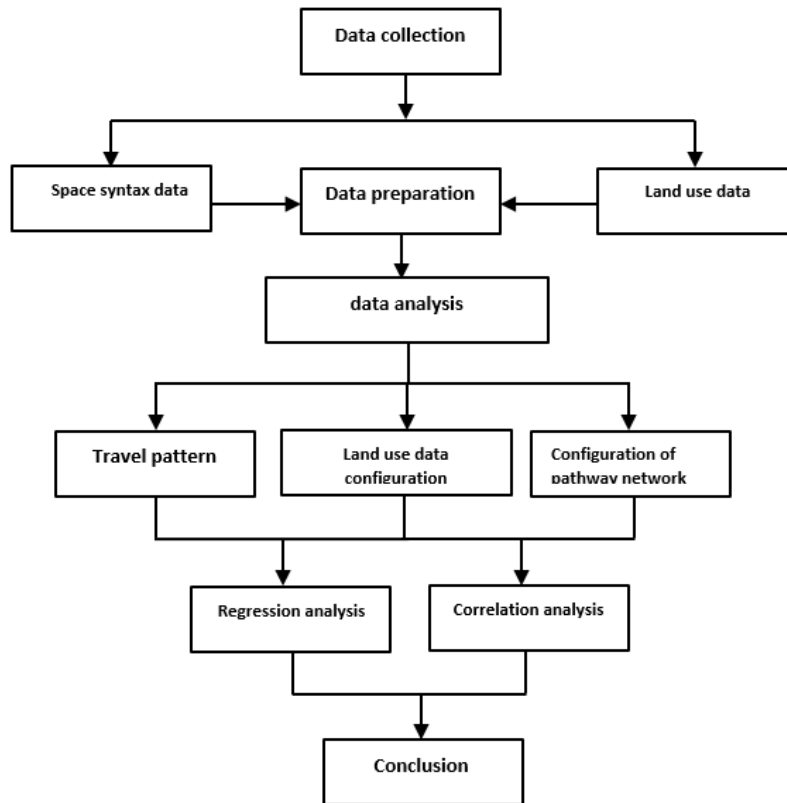 Data collection
Space syntax data
Data preparation
Land use data
data analysis
Travel pattern
Land use data
configuration
Configuration of
pathway network
Regression analysis
Correlation analysis
Conclusion